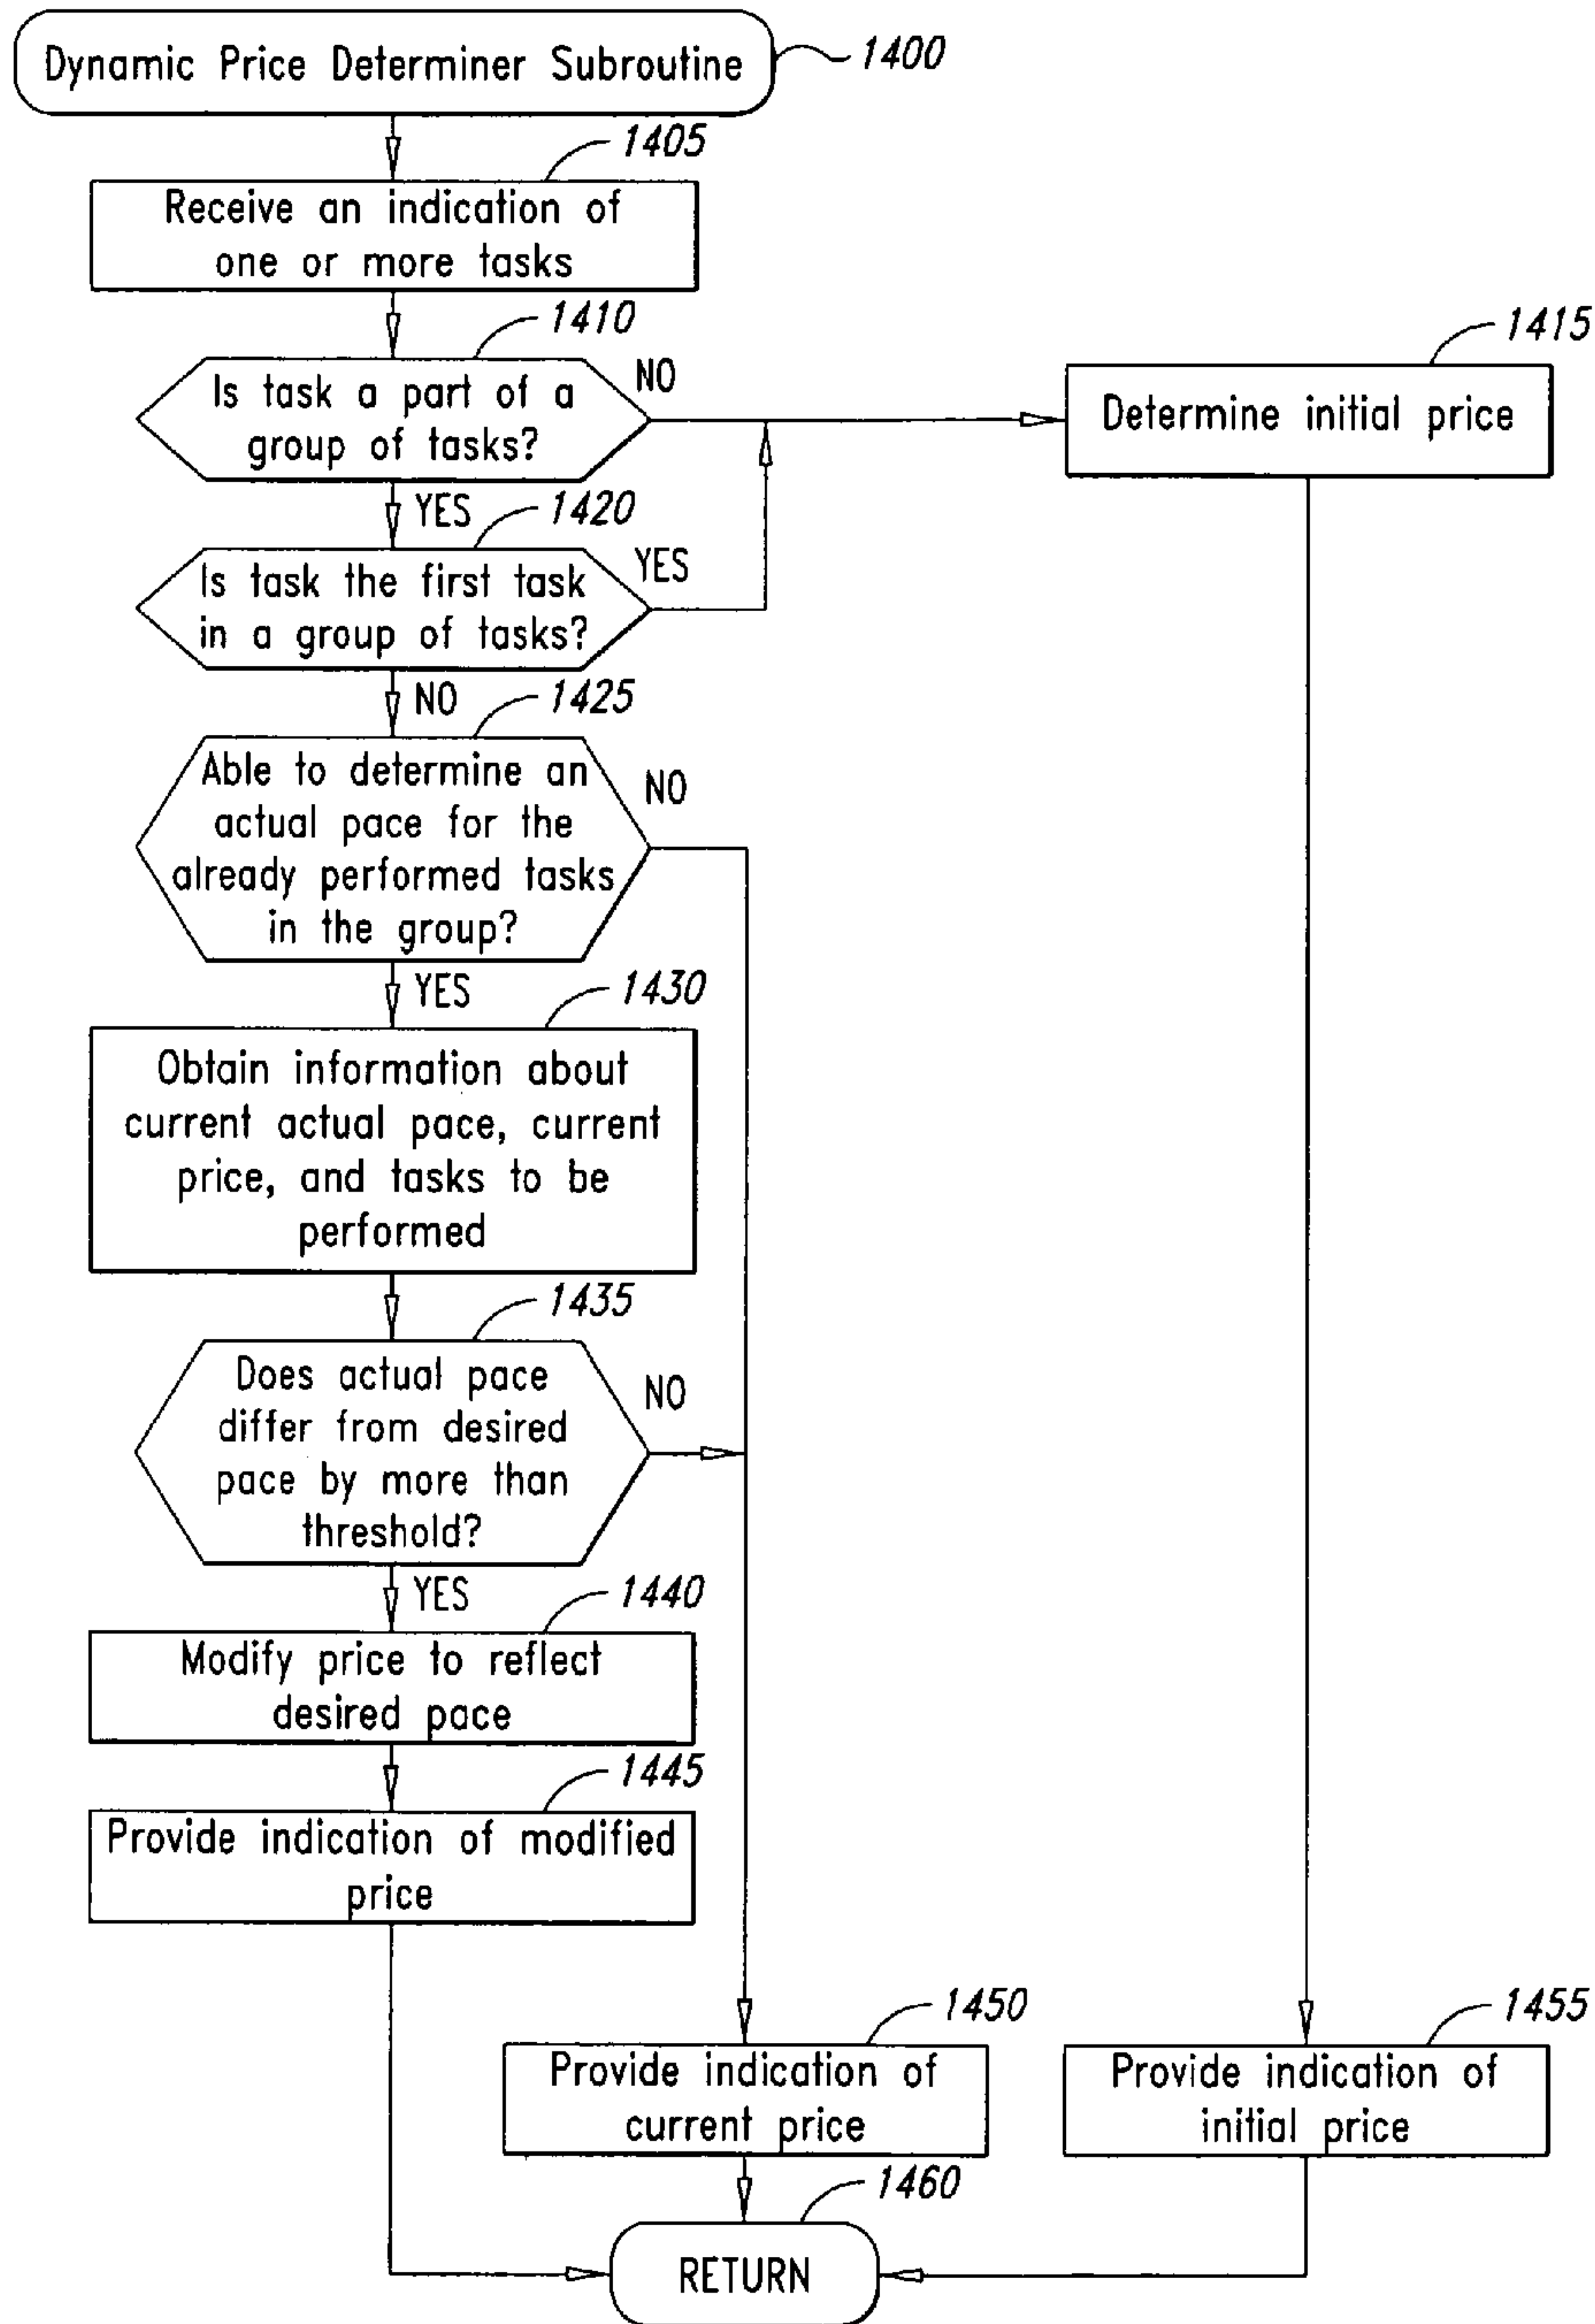 Dynamic Price Determiner Subroutine
1400
1405
Receive an indication of
one or more tasks
1410
Is task a part of a
group of tasks?
NO
1415
Determine initial price
YES
1420
Is task the first task
in a group of tasks?
YES
NO
1425
Able to determine an
actual pace for the
already performed tasks
in the group?
NO
YES
1430
Obtain information about
current actual pace, current
price, and tasks to be
performed
1435
Does actual pace
differ from desired
pace by more than
threshold?
NO
YES
1440
Modify price to reflect
desired pace
1445
Provide indication of modified
price
1450
Provide indication of
current price
1455
Provide indication of
initial price
1460
RETURN